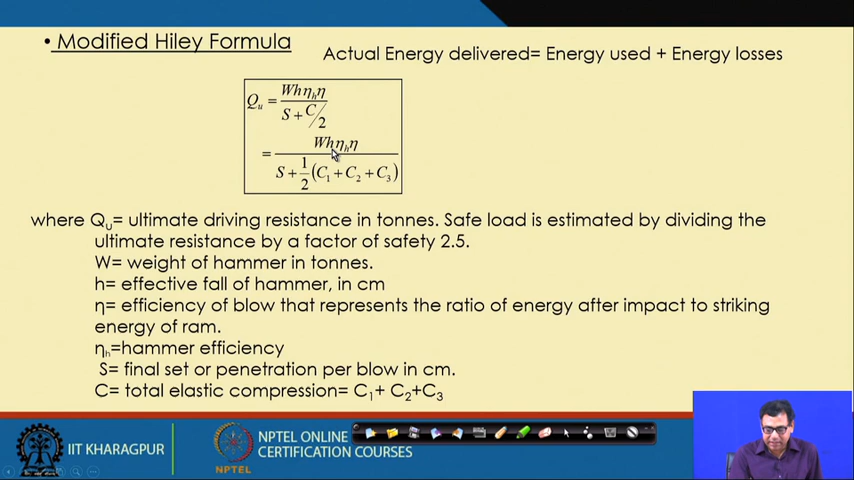 • Modified Hiley Formula
Actual Energy delivered= Energy used + Energy losses
Qᵤ = Whηₕη / (S + C/2)
= Whηₕη / (S + 1/2 (C₁ + C₂ + C₃))
where Qᵤ= ultimate driving resistance in tonnes. Safe load is estimated by dividing the
ultimate resistance by a factor of safety 2.5.
W= weight of hammer in tonnes.
h= effective fall of hammer, in cm
η= efficiency of blow that represents the ratio of energy after impact to striking
energy of ram.
ηₕ=hammer efficiency
S= final set or penetration per blow in cm.
C= total elastic compression= C₁+ C₂+C₃
IIT KHARAGPUR
NPTEL
NPTEL ONLINE
CERTIFICATION COURSES